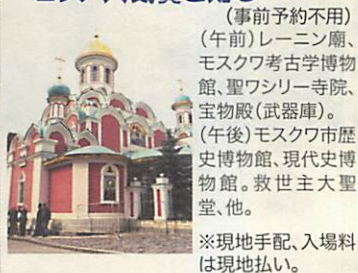 (事前予約不用)
(午前)レーニン廟、
モスクワ考古学博物
館、聖ワシリー寺院、
宝物殿(武器庫)。
(午後)モスクワ市歴
史博物館、現代史博
物館。救世主大聖
堂、他。
※現地手配、入場料
は現地払い。